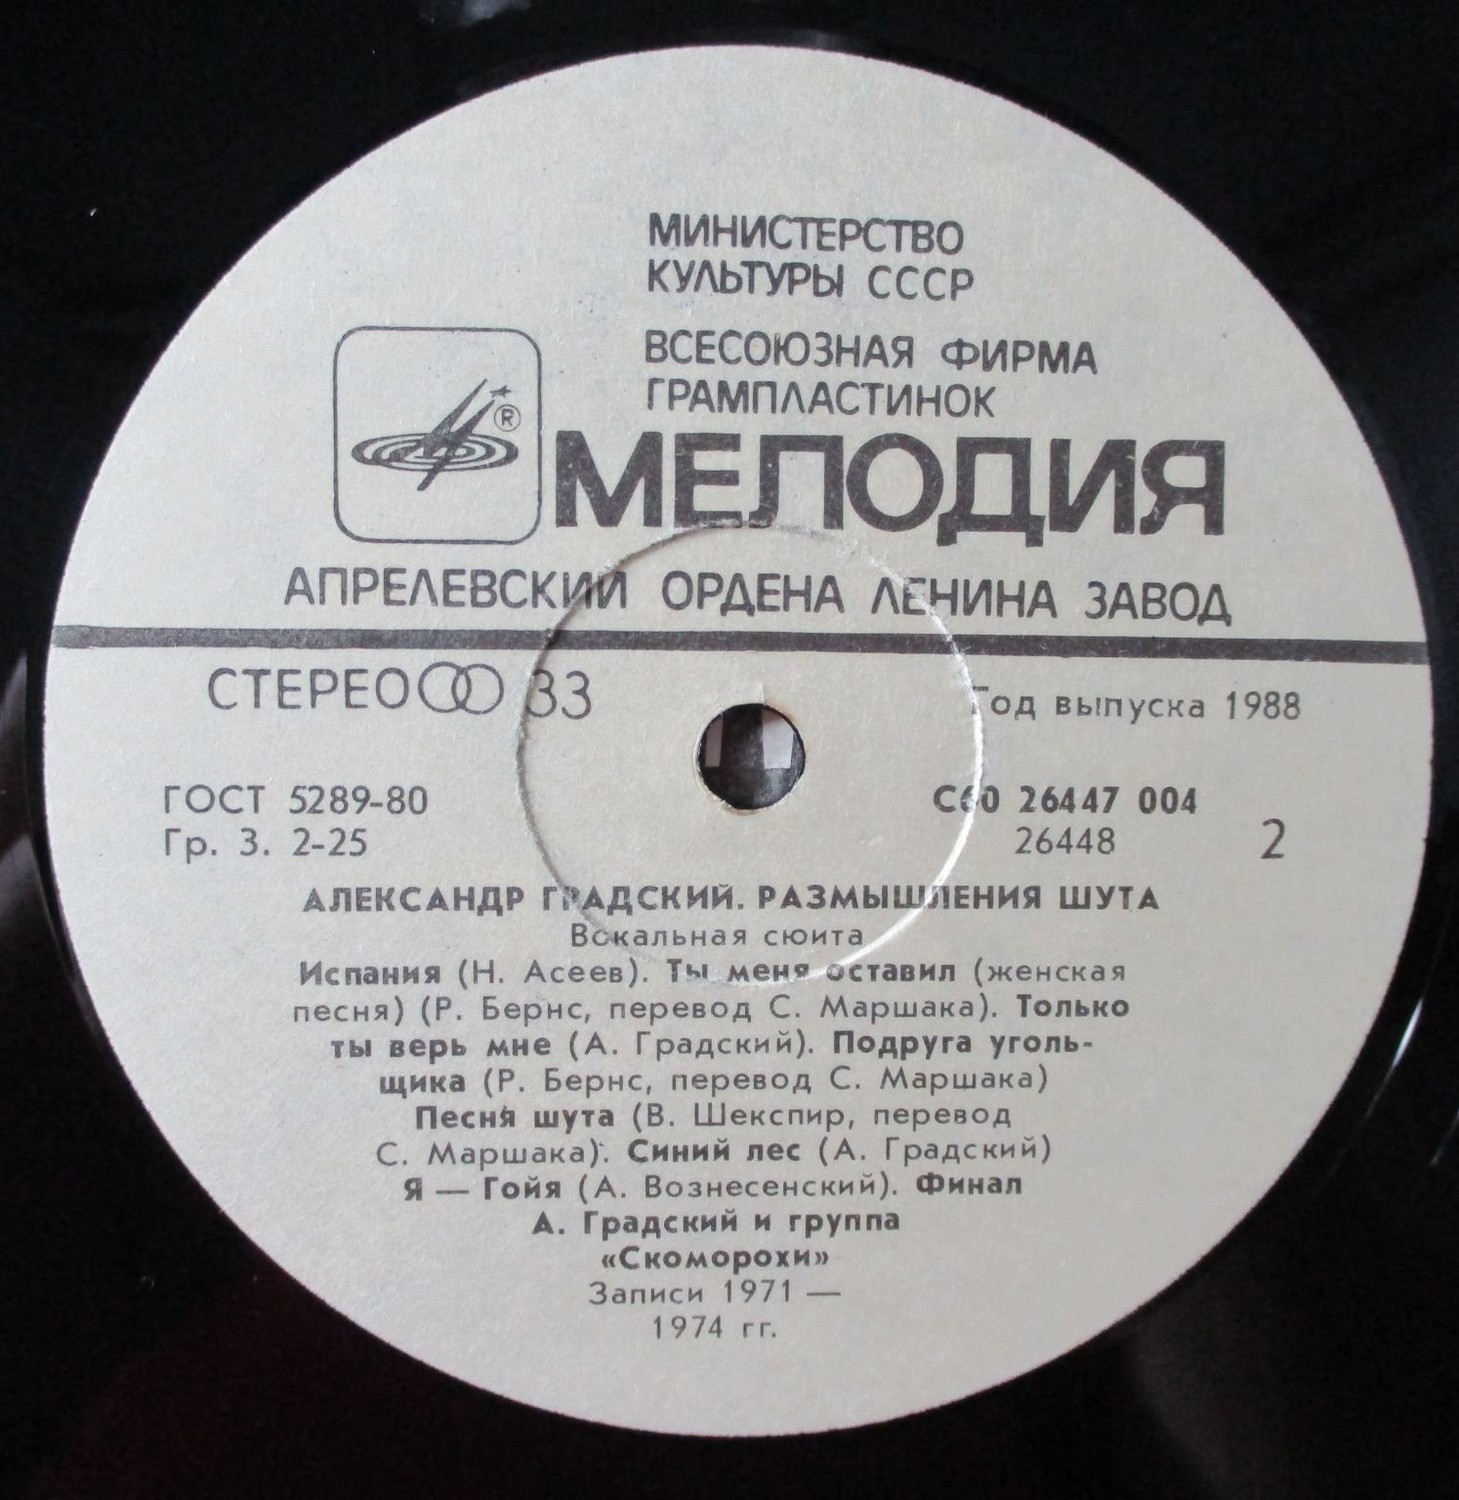 МИНИСТЕРСТВО
КУЛЬТУРЫ СССР
ВСЕСОЮЗНАЯ ФИРМА
ГРАМПЛАСТИНОК
®
МЕЛОДИЯ
АПРЕЛЕВСКИЙ ОРДЕНА ЛЕНИНА ЗАВОД
СТЕРЕО 33
Год выпуска 1988
ГОСТ 5289-80
Гр. 3. 2-25
С60 26447 004
26448
2
АЛЕКСАНДР ГРАДСКИЙ. РАЗМЫШЛЕНИЯ ШУТА
Вокальная сюита
Испания (Н. Асеев). Ты меня оставил (женская
песня) (Р. Бернс, перевод С. Маршака). Только
ты верь мне (А. Градский). Подруга уголь-
щика (Р. Бернс, перевод С. Маршака)
Песня шута (В. Шекспир, перевод
С. Маршака). Синий лес (А. Градский)
Я — Гойя (А. Вознесенский). Финал
А. Градский и группа
«Скоморохи»
Записи 1971 —
1974 гг.